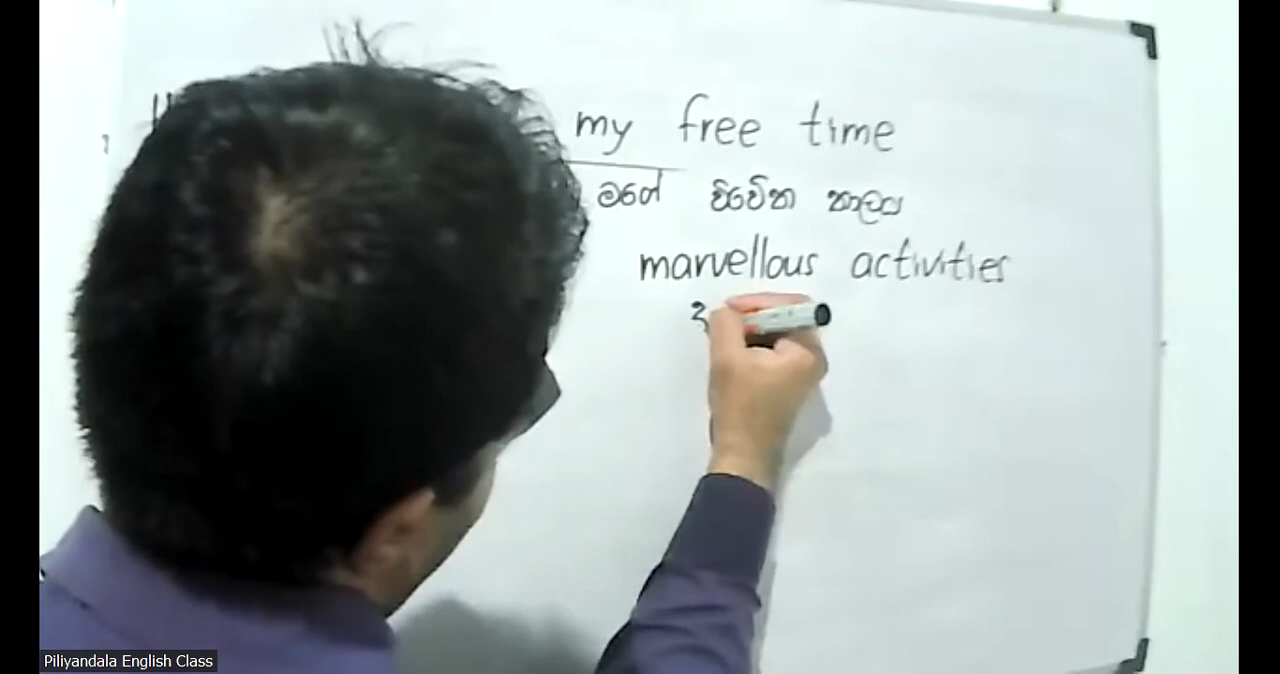 my free time
මගේ විවේක කාලය
marvellous activities
Piliyandala English Class